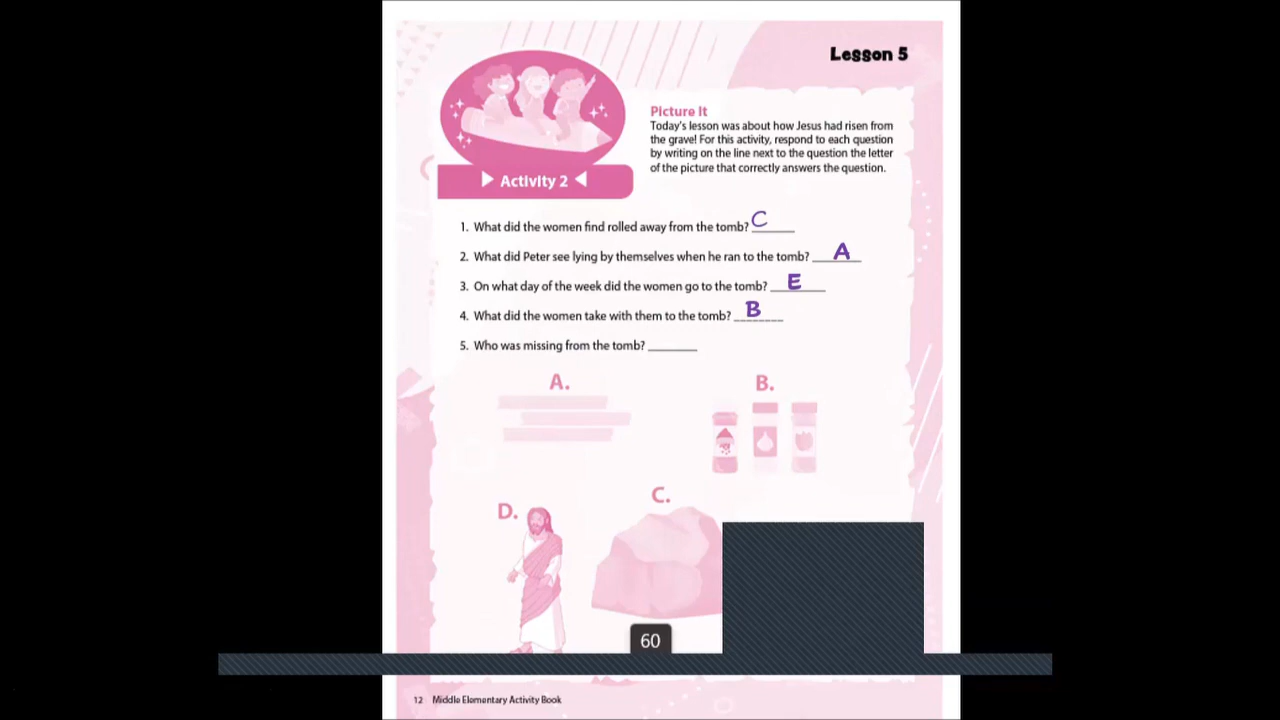 Lesson 5
Picture It
Today's lesson was about how Jesus had risen from
the grave! For this activity, respond to each question
by writing on the line next to the question the letter
of the picture that correctly answers the question.
Activity 2
1. What did the women find rolled away from the tomb? C
2. What did Peter see lying by themselves when he ran to the tomb? A
3. On what day of the week did the women go to the tomb? E
4. What did the women take with them to the tomb? B
5. Who was missing from the tomb? ______
A.
B.
C.
D.
60
12 Middle Elementary Activity Book